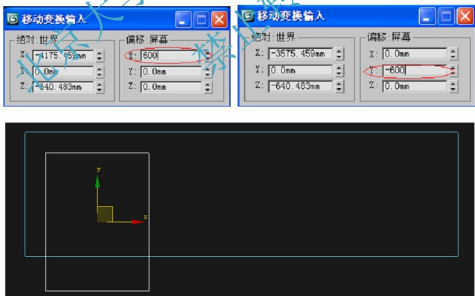 移动变换输入
绝对:世界 偏移:屏幕
X: -4175.459mm X: 600
Y: 0.0mm Y: 0.0mm
Z: -640.483mm Z: 0.0mm
移动变换输入
绝对:世界 偏移:屏幕
X: -3575.459mm X: 0.0mm
Y: 0.0mm Y: -600
Z: -640.483mm Z: 0.0mm
y
x